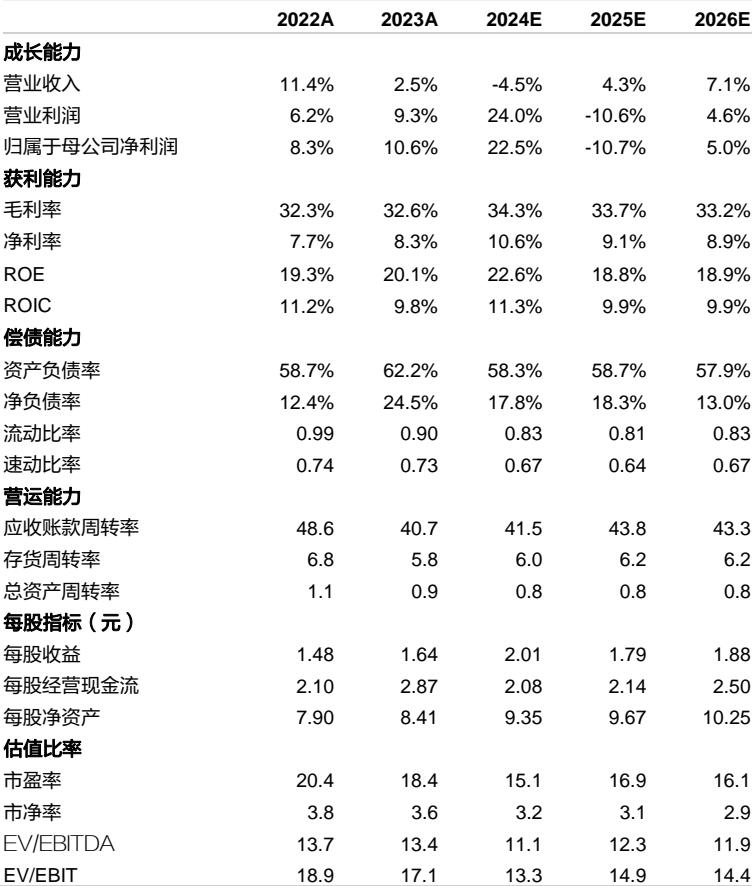 2022A 2023A 2024E 2025E 2026E
成长能力
营业收入 11.4% 2.5% -4.5% 4.3% 7.1%
营业利润 6.2% 9.3% 24.0% -10.6% 4.6%
归属于母公司净利润 8.3% 10.6% 22.5% -10.7% 5.0%
获利能力
毛利率 32.3% 32.6% 34.3% 33.7% 33.2%
净利率 7.7% 8.3% 10.6% 9.1% 8.9%
ROE 19.3% 20.1% 22.6% 18.8% 18.9%
ROIC 11.2% 9.8% 11.3% 9.9% 9.9%
偿债能力
资产负债率 58.7% 62.2% 58.3% 58.7% 57.9%
净负债率 12.4% 24.5% 17.8% 18.3% 13.0%
流动比率 0.99 0.90 0.83 0.81 0.83
速动比率 0.74 0.73 0.67 0.64 0.67
营运能力
应收账款周转率 48.6 40.7 41.5 43.8 43.3
存货周转率 6.8 5.8 6.0 6.2 6.2
总资产周转率 1.1 0.9 0.8 0.8 0.8
每股指标（元）
每股收益 1.48 1.64 2.01 1.79 1.88
每股经营现金流 2.10 2.87 2.08 2.14 2.50
每股净资产 7.90 8.41 9.35 9.67 10.25
估值比率
市盈率 20.4 18.4 15.1 16.9 16.1
市净率 3.8 3.6 3.2 3.1 2.9
EV/EBITDA 13.7 13.4 11.1 12.3 11.9
EV/EBIT 18.9 17.1 13.3 14.9 14.4